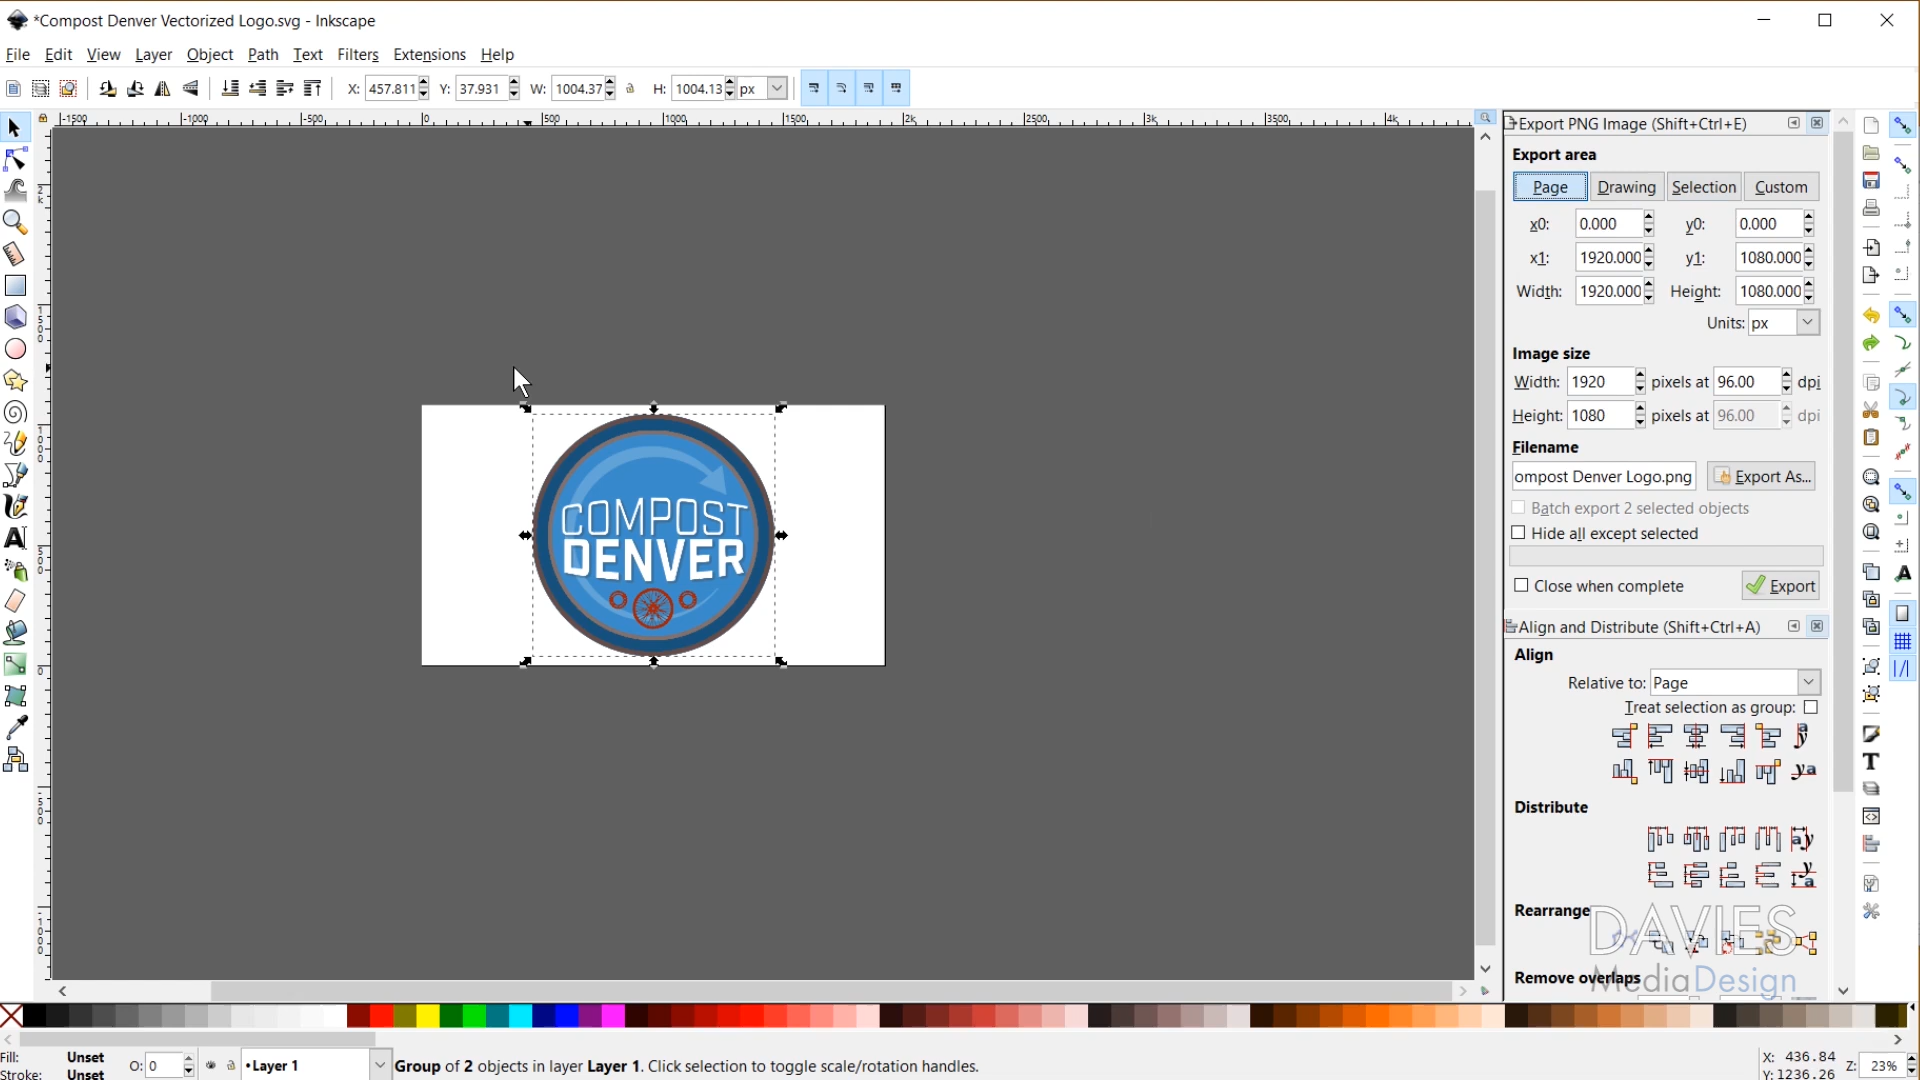 *Compost Denver Vectorized Logo.svg - Inkscape
File Edit View Layer Object Path Text Filters Extensions Help
X: 457.811 Y: 37.931 W: 1004.37 H: 1004.13 px
-1500 -1000 -500 0 500 1000 1500 2k 2500 3k 3500 4k
Export PNG Image (Shift+Ctrl+E)
Export area
Page Drawing Selection Custom
x0: 0.000 y0: 0.000
x1: 1920.000 y1: 1080.000
Width: 1920.000 Height: 1080.000
Units: px
Image size
Width: 1920 pixels at 96.00 dpi
Height: 1080 pixels at 96.00 dpi
Filename
ompost Denver Logo.png Export As...
Batch export 2 selected objects
Hide all except selected
Close when complete Export
COMPOST
DENVER
Align and Distribute (Shift+Ctrl+A)
Align
Relative to: Page
Treat selection as group:
Distribute
Rearrange
Remove overlaps
DAVIES
MediaDesign
Fill: Unset
Stroke: Unset
O: 0
•Layer 1
Group of 2 objects in layer Layer 1. Click selection to toggle scale/rotation handles.
X: 436.84
Y: 1236.26
Z: 23%